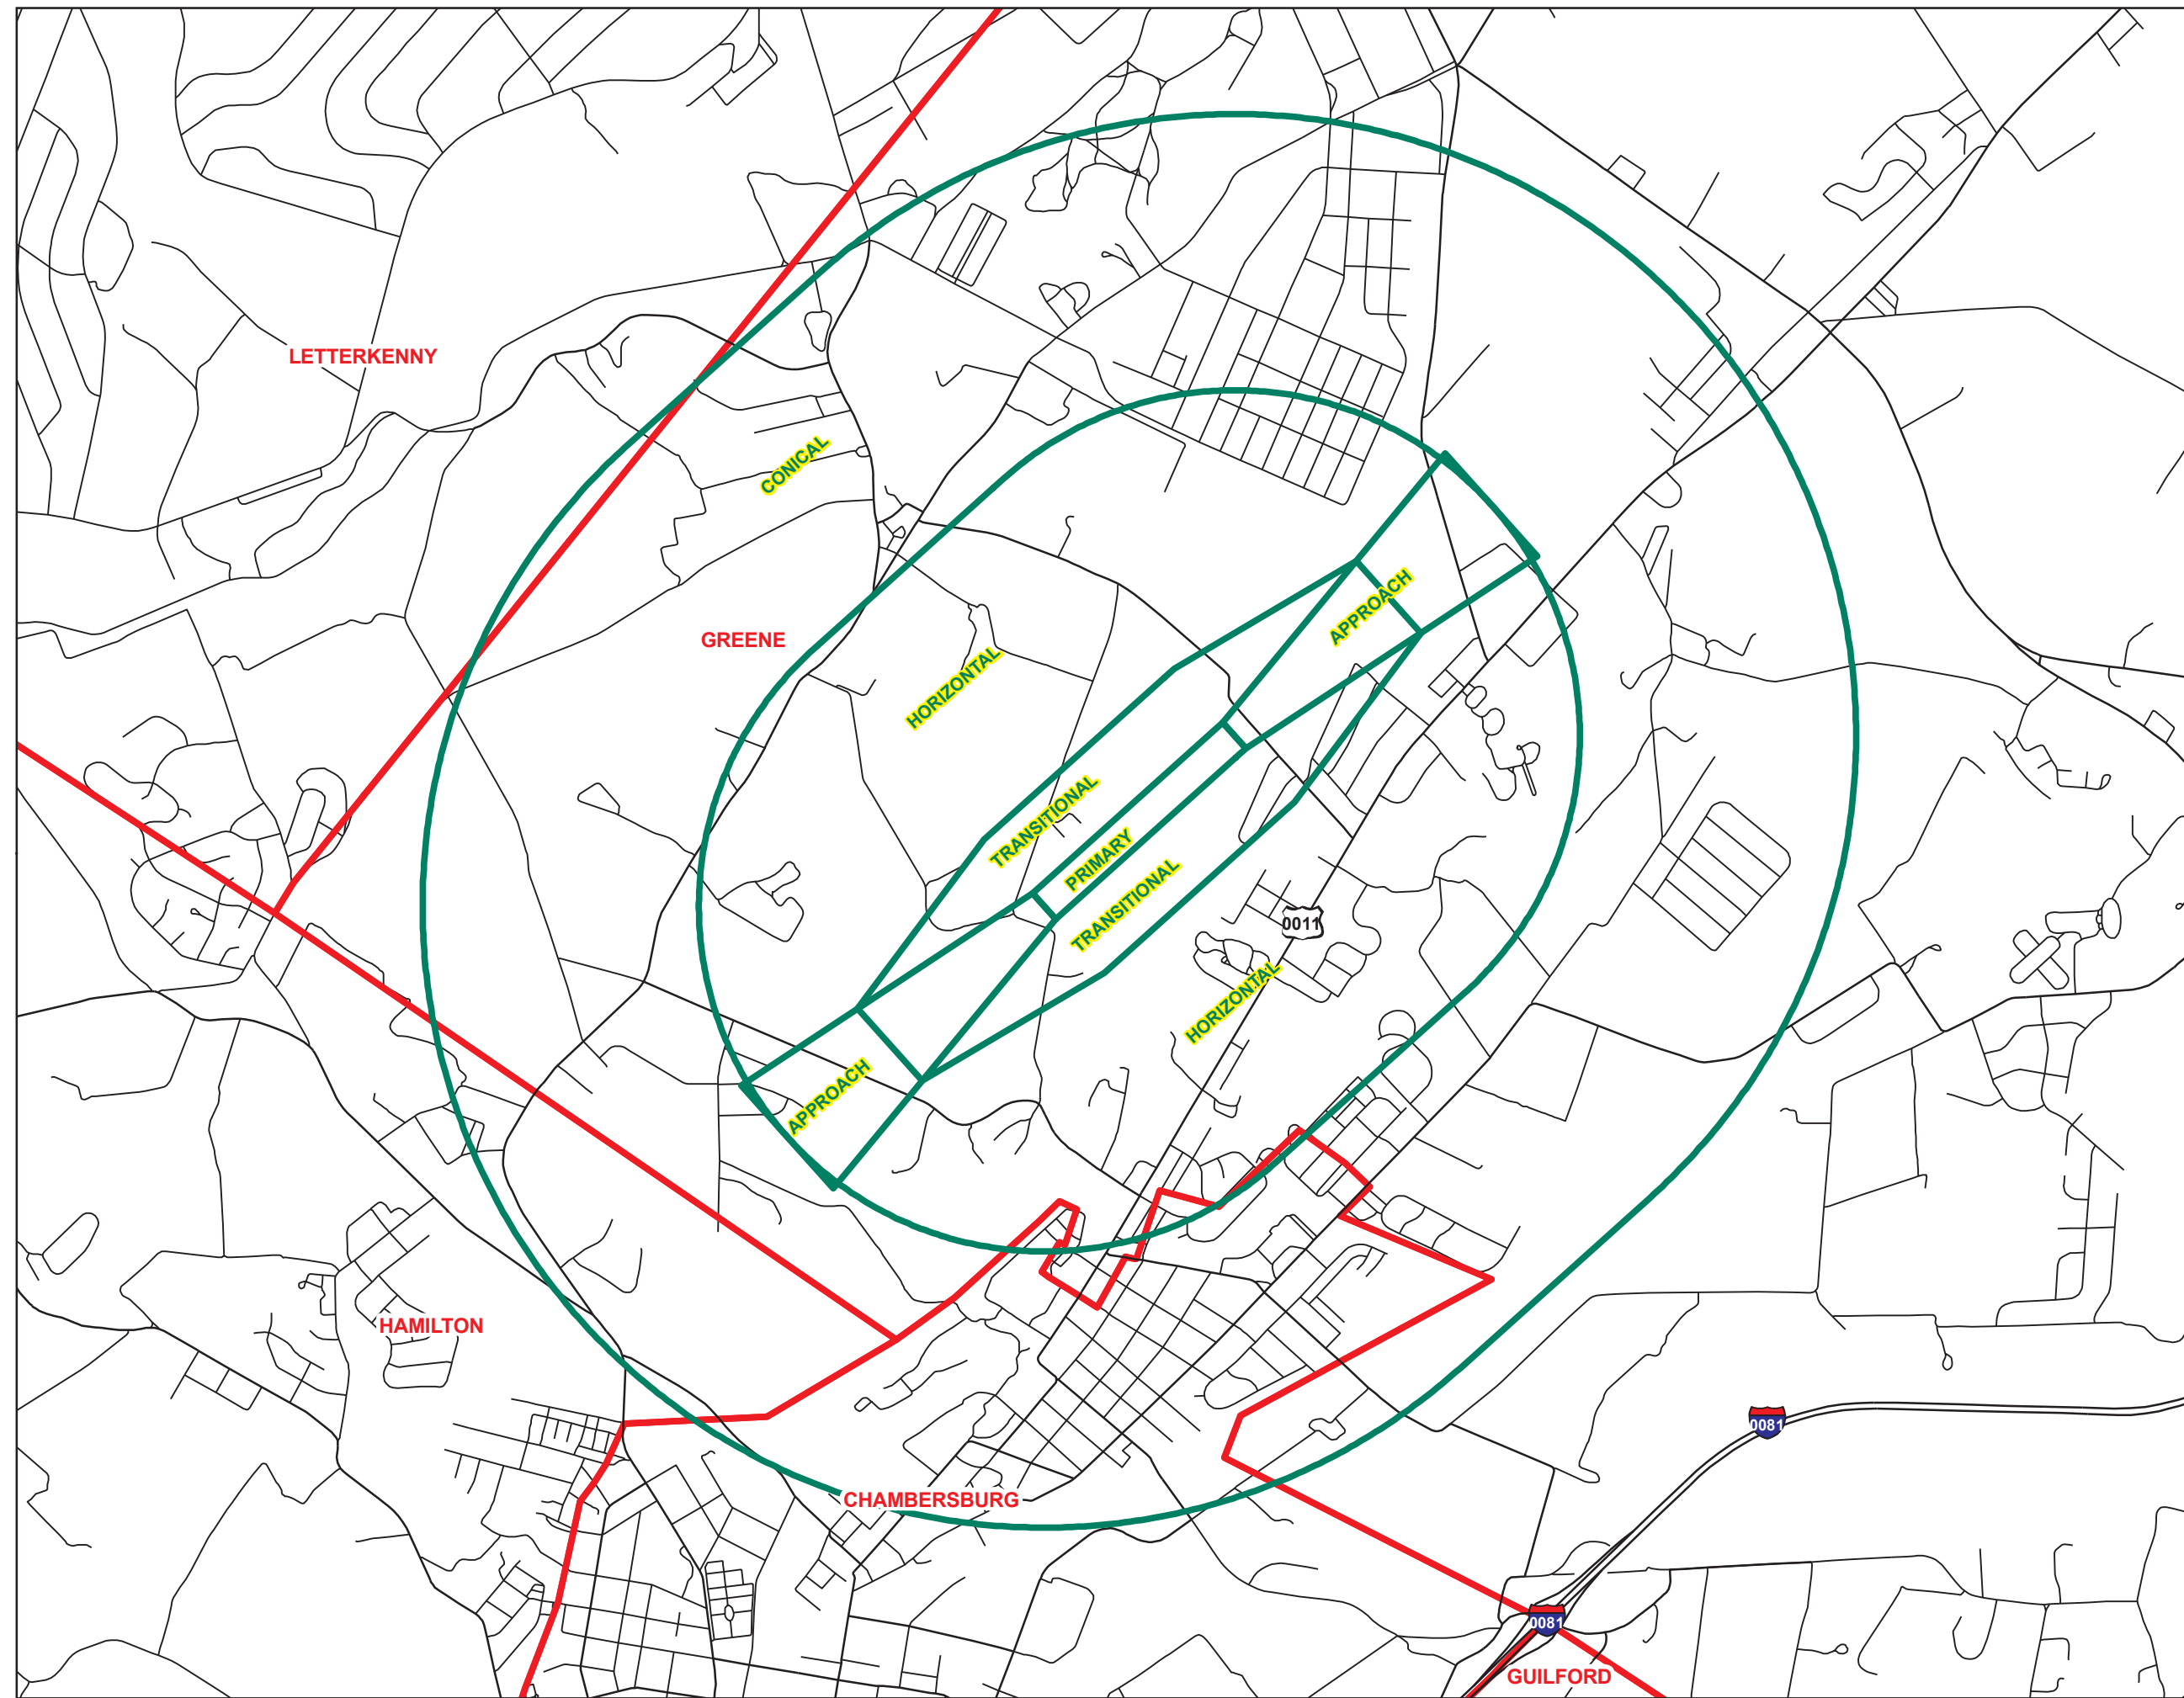 LETTERKENNY
CONICAL
APPROACH
GREENE
HORIZONTAL
TRANSITIONAL
PRIMARY
TRANSITIONAL
0011
HORIZONTAL
APPROACH
HAMILTON
0081
CHAMBERSBURG
0081
GUILFORD